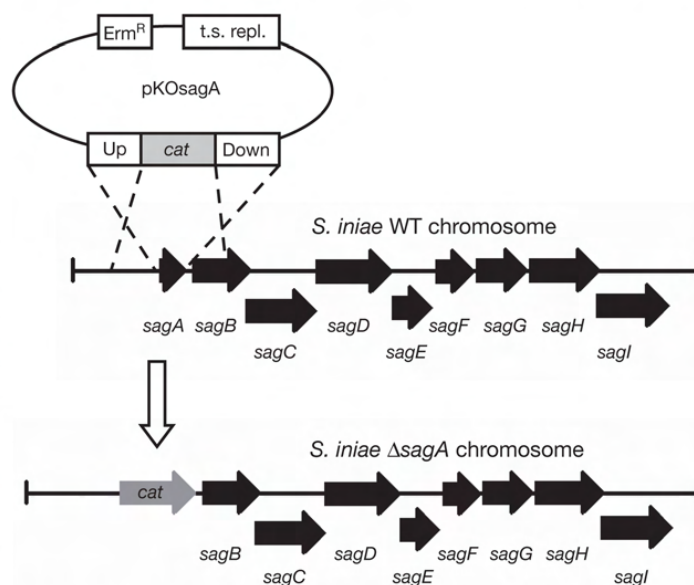 Erm^R t.s. repl.
pKOsagA
Up cat Down
S. iniae WT chromosome
sagA sagB sagD sagF sagG sagH
sagC sagE sagI
S. iniae ΔsagA chromosome
cat
sagB sagD sagF sagG sagH
sagC sagE sagI